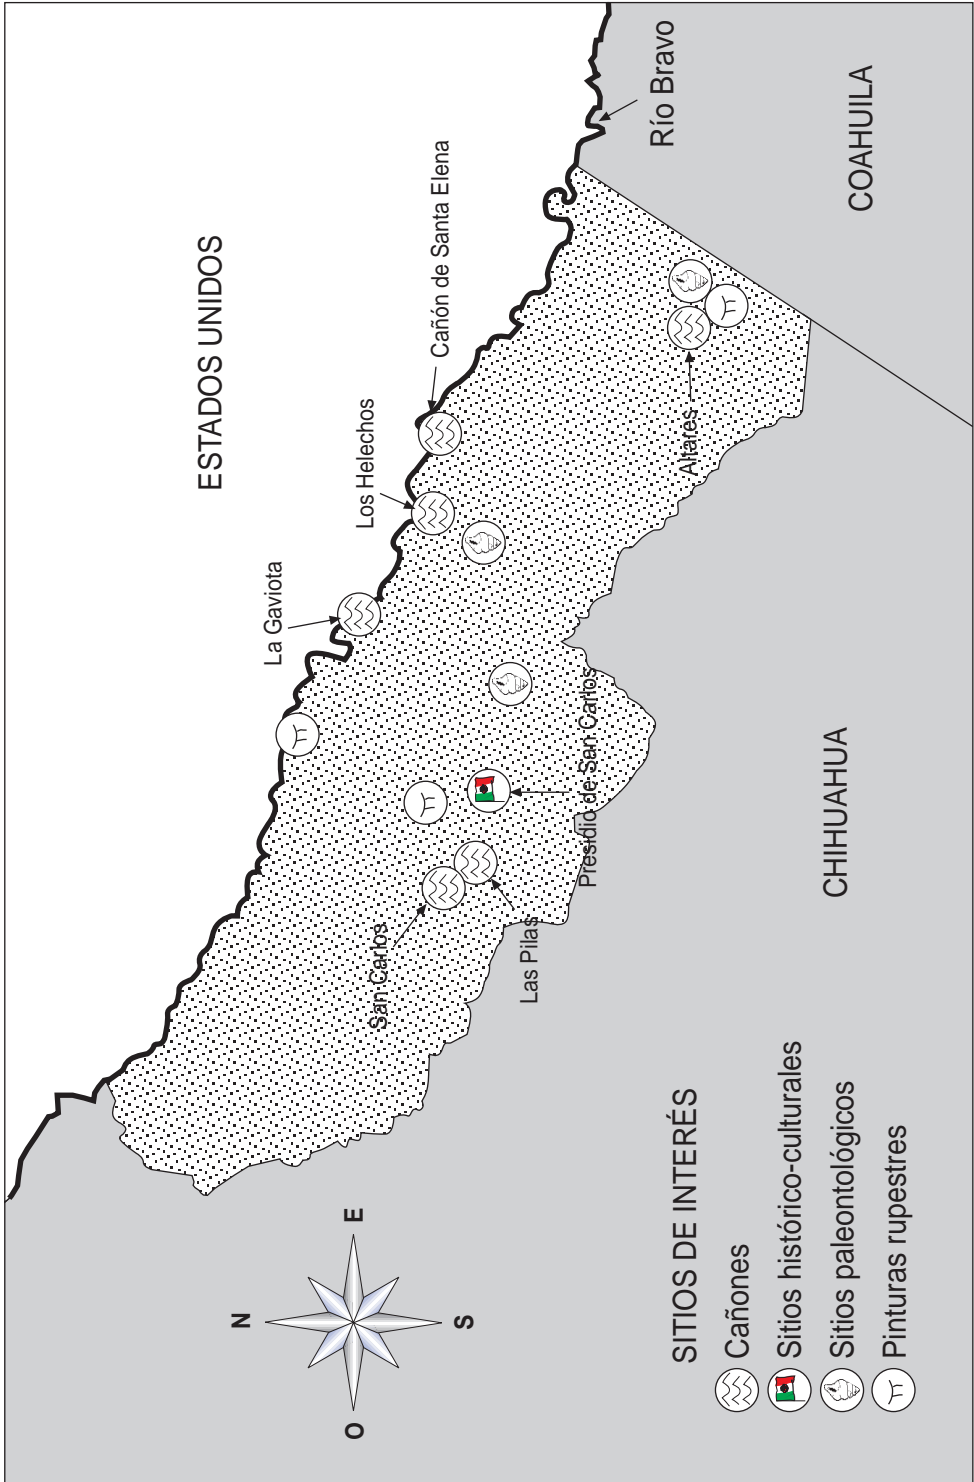 ESTADOS UNIDOS
La Gaviota
Los Helechos
Cañón de Santa Elena
Río Bravo
COAHUILA
Altares
San Carlos
Las Pilas
Presidio de San Carlos
CHIHUAHUA
N
O
E
S
SITIOS DE INTERÉS
Cañones
Sitios histórico-culturales
Sitios paleontológicos
Pinturas rupestres